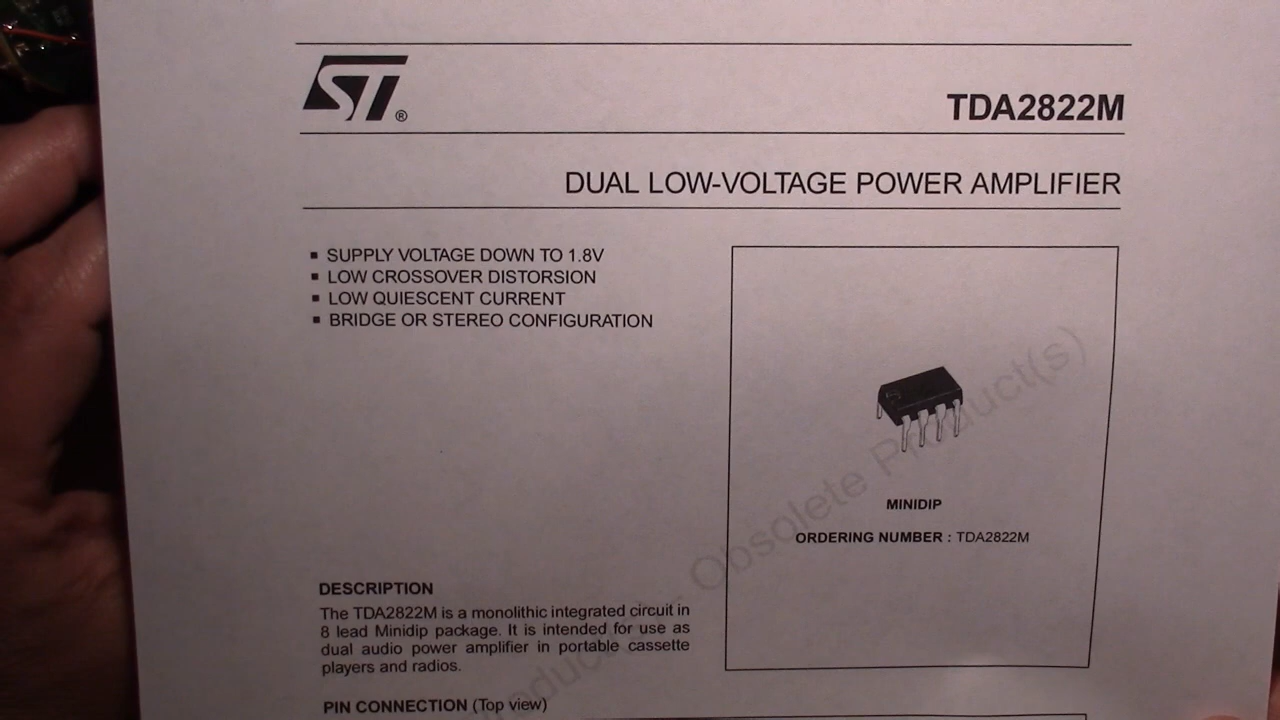 ST®
TDA2822M
DUAL LOW-VOLTAGE POWER AMPLIFIER
▪ SUPPLY VOLTAGE DOWN TO 1.8V
▪ LOW CROSSOVER DISTORSION
▪ LOW QUIESCENT CURRENT
▪ BRIDGE OR STEREO CONFIGURATION
MINIDIP
ORDERING NUMBER : TDA2822M
DESCRIPTION
The TDA2822M is a monolithic integrated circuit in
8 lead Minidip package. It is intended for use as
dual audio power amplifier in portable cassette
players and radios.
PIN CONNECTION (Top view)
- Obsolete Product(s)